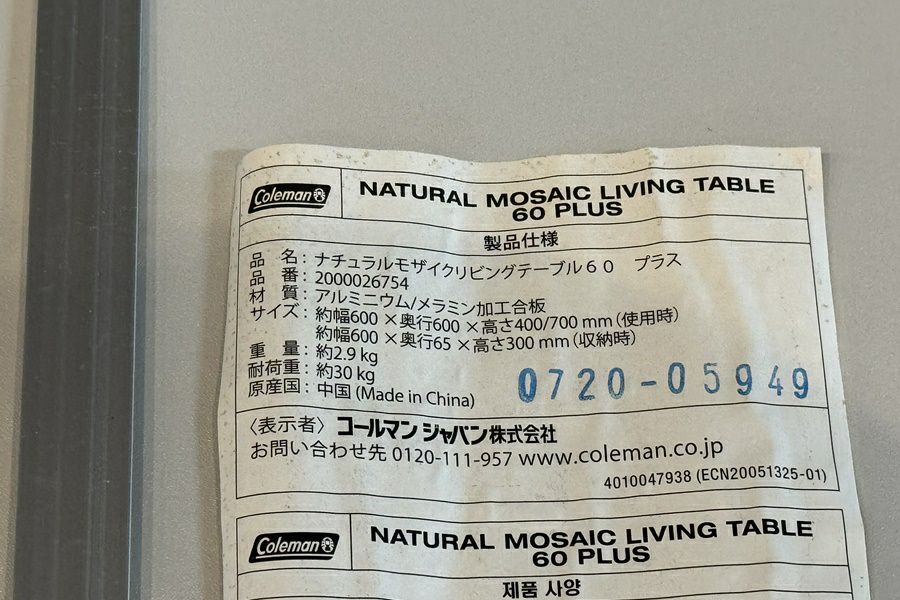 Coleman
NATURAL MOSAIC LIVING TABLE
60 PLUS
製品仕様
品 名：ナチュラルモザイクリビングテーブル６０ プラス
品 番：2000026754
材 質：アルミニウム/メラミン加工合板
サイズ：約幅600 × 奥行600 × 高さ400/700 mm（使用時）
約幅600 × 奥行65 × 高さ300 mm（収納時）
重 量：約2.9 kg
耐荷重：約30 kg
原産国：中国 (Made in China)
0720-05949
〈表示者〉コールマン ジャパン株式会社
お問い合わせ先 0120-111-957 www.coleman.co.jp
4010047938 (ECN20051325-01)
Coleman
NATURAL MOSAIC LIVING TABLE
60 PLUS
제품 사양